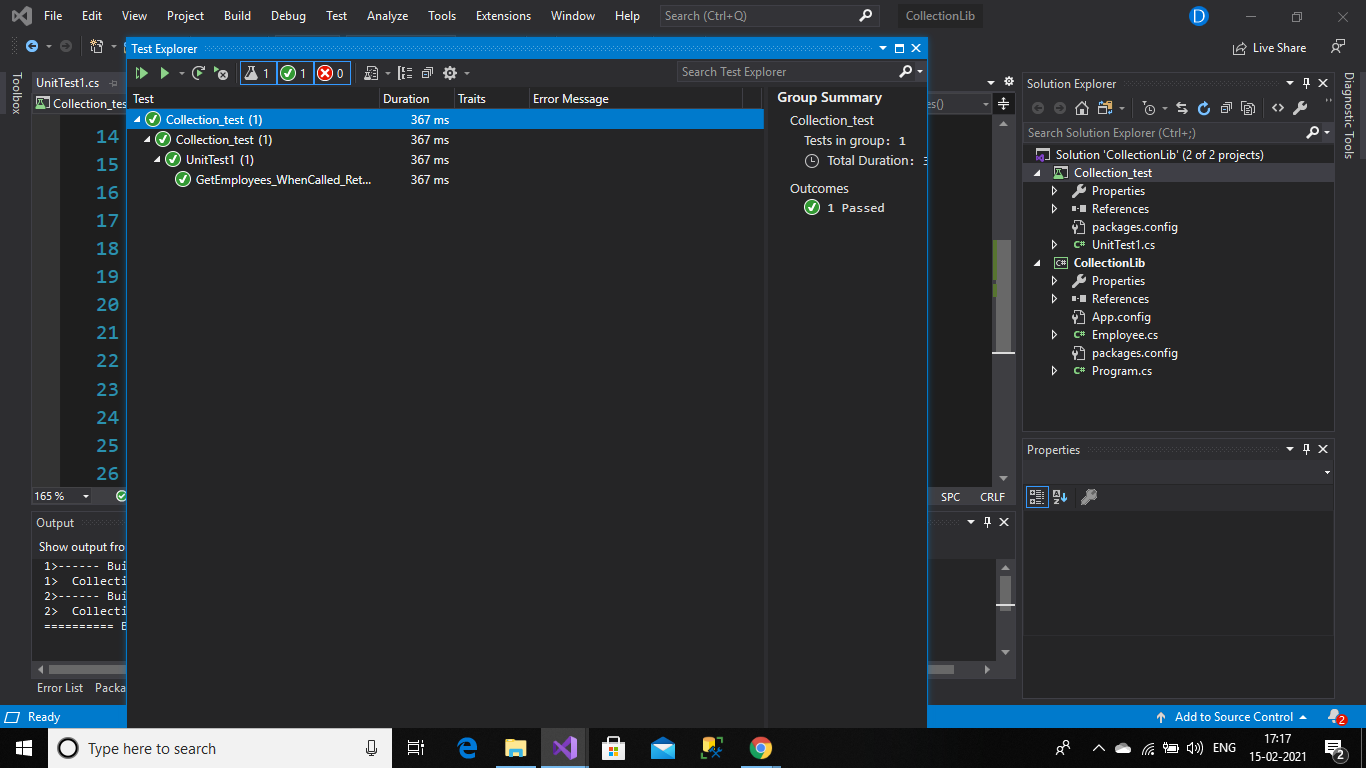 File Edit View Project Build Debug Test Analyze Tools Extensions Window Help Search (Ctrl+Q) CollectionLib D
Live Share
Test Explorer
1 1 0 Search Test Explorer
Test Duration Traits Error Message
Collection_test (1) 367 ms
Collection_test (1) 367 ms
UnitTest1 (1) 367 ms
GetEmployees_WhenCalled_Ret... 367 ms
Group Summary
Collection_test
Tests in group: 1
Total Duration:
Outcomes
1 Passed
Toolbox
UnitTest1.cs
Collection_tes
es()
14
15
16
17
18
19
20
21
22
23
24
25
26
165 %
SPC CRLF
Output
Show output fro
1>------ Bui
1> Collecti
2>------ Bui
2> Collecti
==========
Error List Packa
Solution Explorer
Search Solution Explorer (Ctrl+;)
Solution 'CollectionLib' (2 of 2 projects)
Collection_test
Properties
References
packages.config
UnitTest1.cs
CollectionLib
Properties
References
App.config
Employee.cs
packages.config
Program.cs
Diagnostic Tools
Properties
Ready
Add to Source Control 2
Type here to search
ENG
17:17
15-02-2021
2